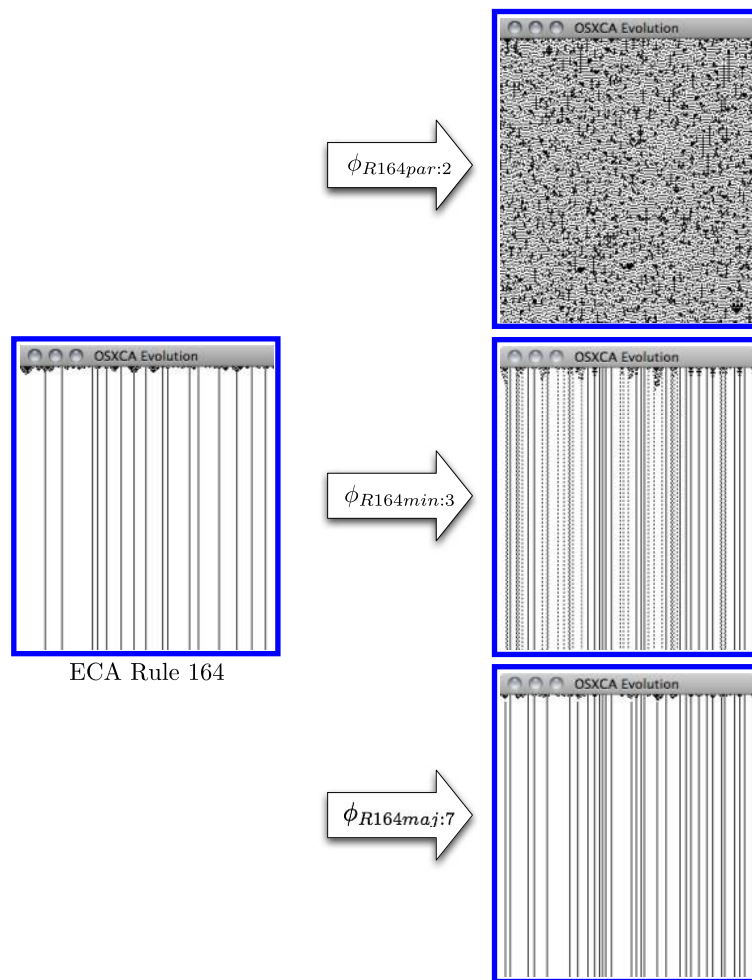 OSXCA Evolution
ϕR164par:2
OSXCA Evolution
ECA Rule 164
ϕR164min:3
OSXCA Evolution
ϕR164maj:7
OSXCA Evolution